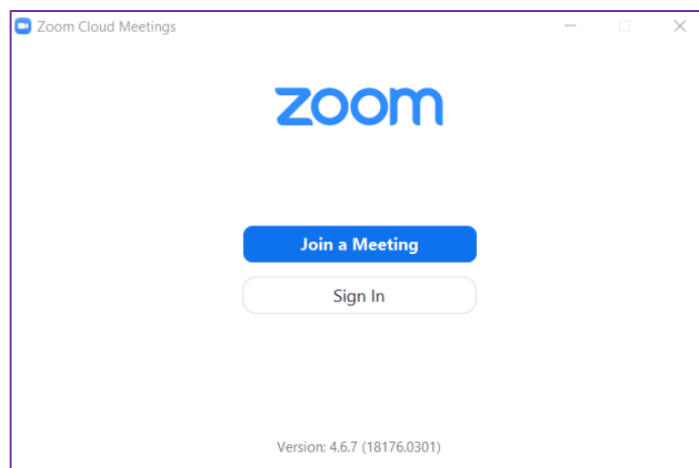 Zoom Cloud Meetings
zoom
Join a Meeting
Sign In
Version: 4.6.7 (18176.0301)